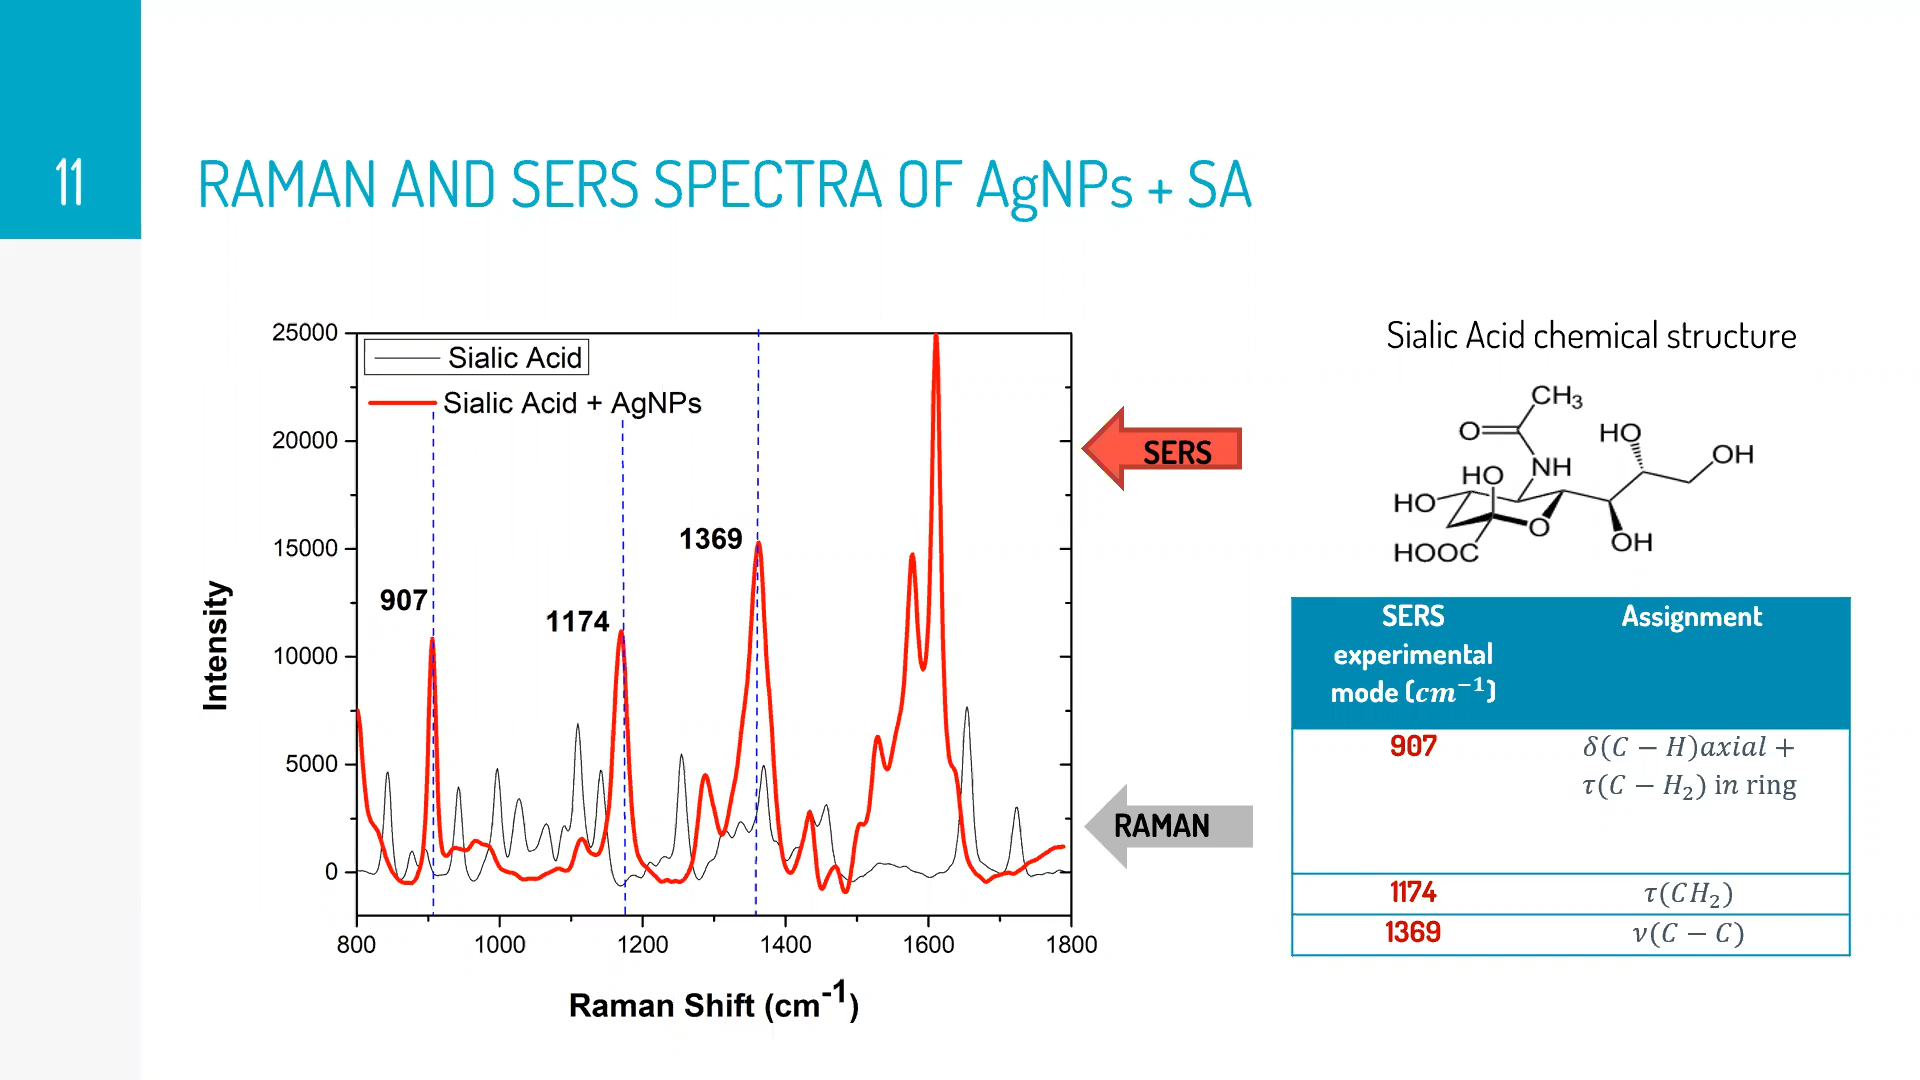 11
RAMAN AND SERS SPECTRA OF AgNPs + SA
25000
20000
15000
10000
5000
0
Intensity
Sialic Acid
Sialic Acid + AgNPs
907
1174
1369
800 1000 1200 1400 1600 1800
Raman Shift (cm⁻¹)
SERS
RAMAN
Sialic Acid chemical structure
CH₃
O
NH
HO
OH
HO
HO
O
OH
HOOC
SERS experimental mode (cm⁻¹) Assignment
907 δ(C − H)axial +
τ(C − H₂) in ring
1174 τ(CH₂)
1369 ν(C − C)